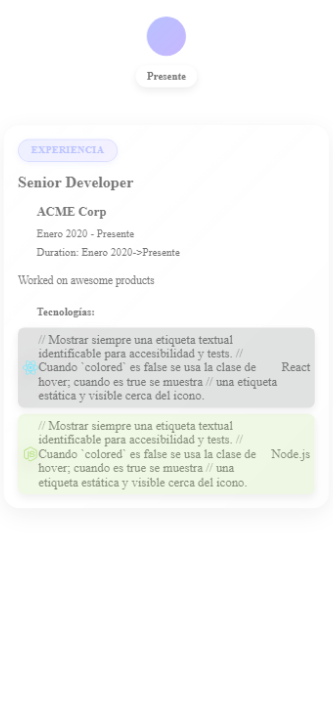 Presente
EXPERIENCIA
Senior Developer
ACME Corp
Enero 2020 - Presente
Duration: Enero 2020->Presente
Worked on awesome products
Tecnologías:
// Mostrar siempre una etiqueta textual
identificable para accesibilidad y tests. //
Cuando `colored` es false se usa la clase de
hover; cuando es true se muestra // una etiqueta
estática y visible cerca del icono.
React
// Mostrar siempre una etiqueta textual
identificable para accesibilidad y tests. //
Cuando `colored` es false se usa la clase de
hover; cuando es true se muestra // una
etiqueta estática y visible cerca del icono.
Node.js